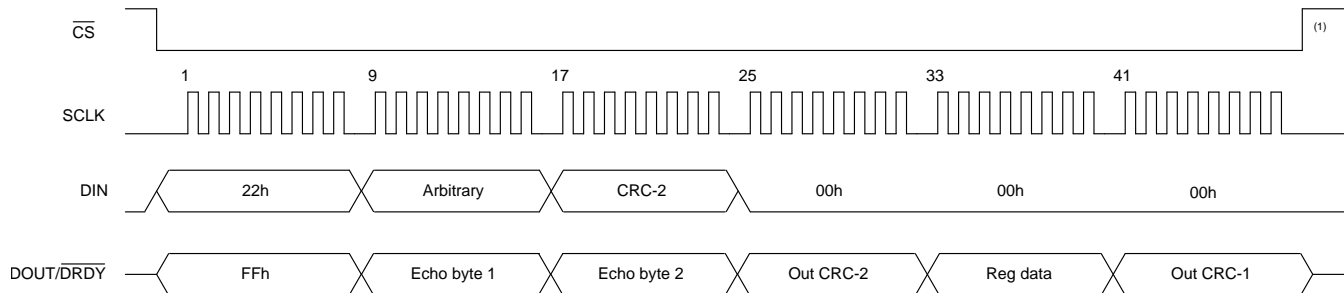 CS
(1)
1 9 17 25 33 41
SCLK
DIN 22h Arbitrary CRC-2 00h 00h 00h
DOUT/DRDY FFh Echo byte 1 Echo byte 2 Out CRC-2 Reg data Out CRC-1